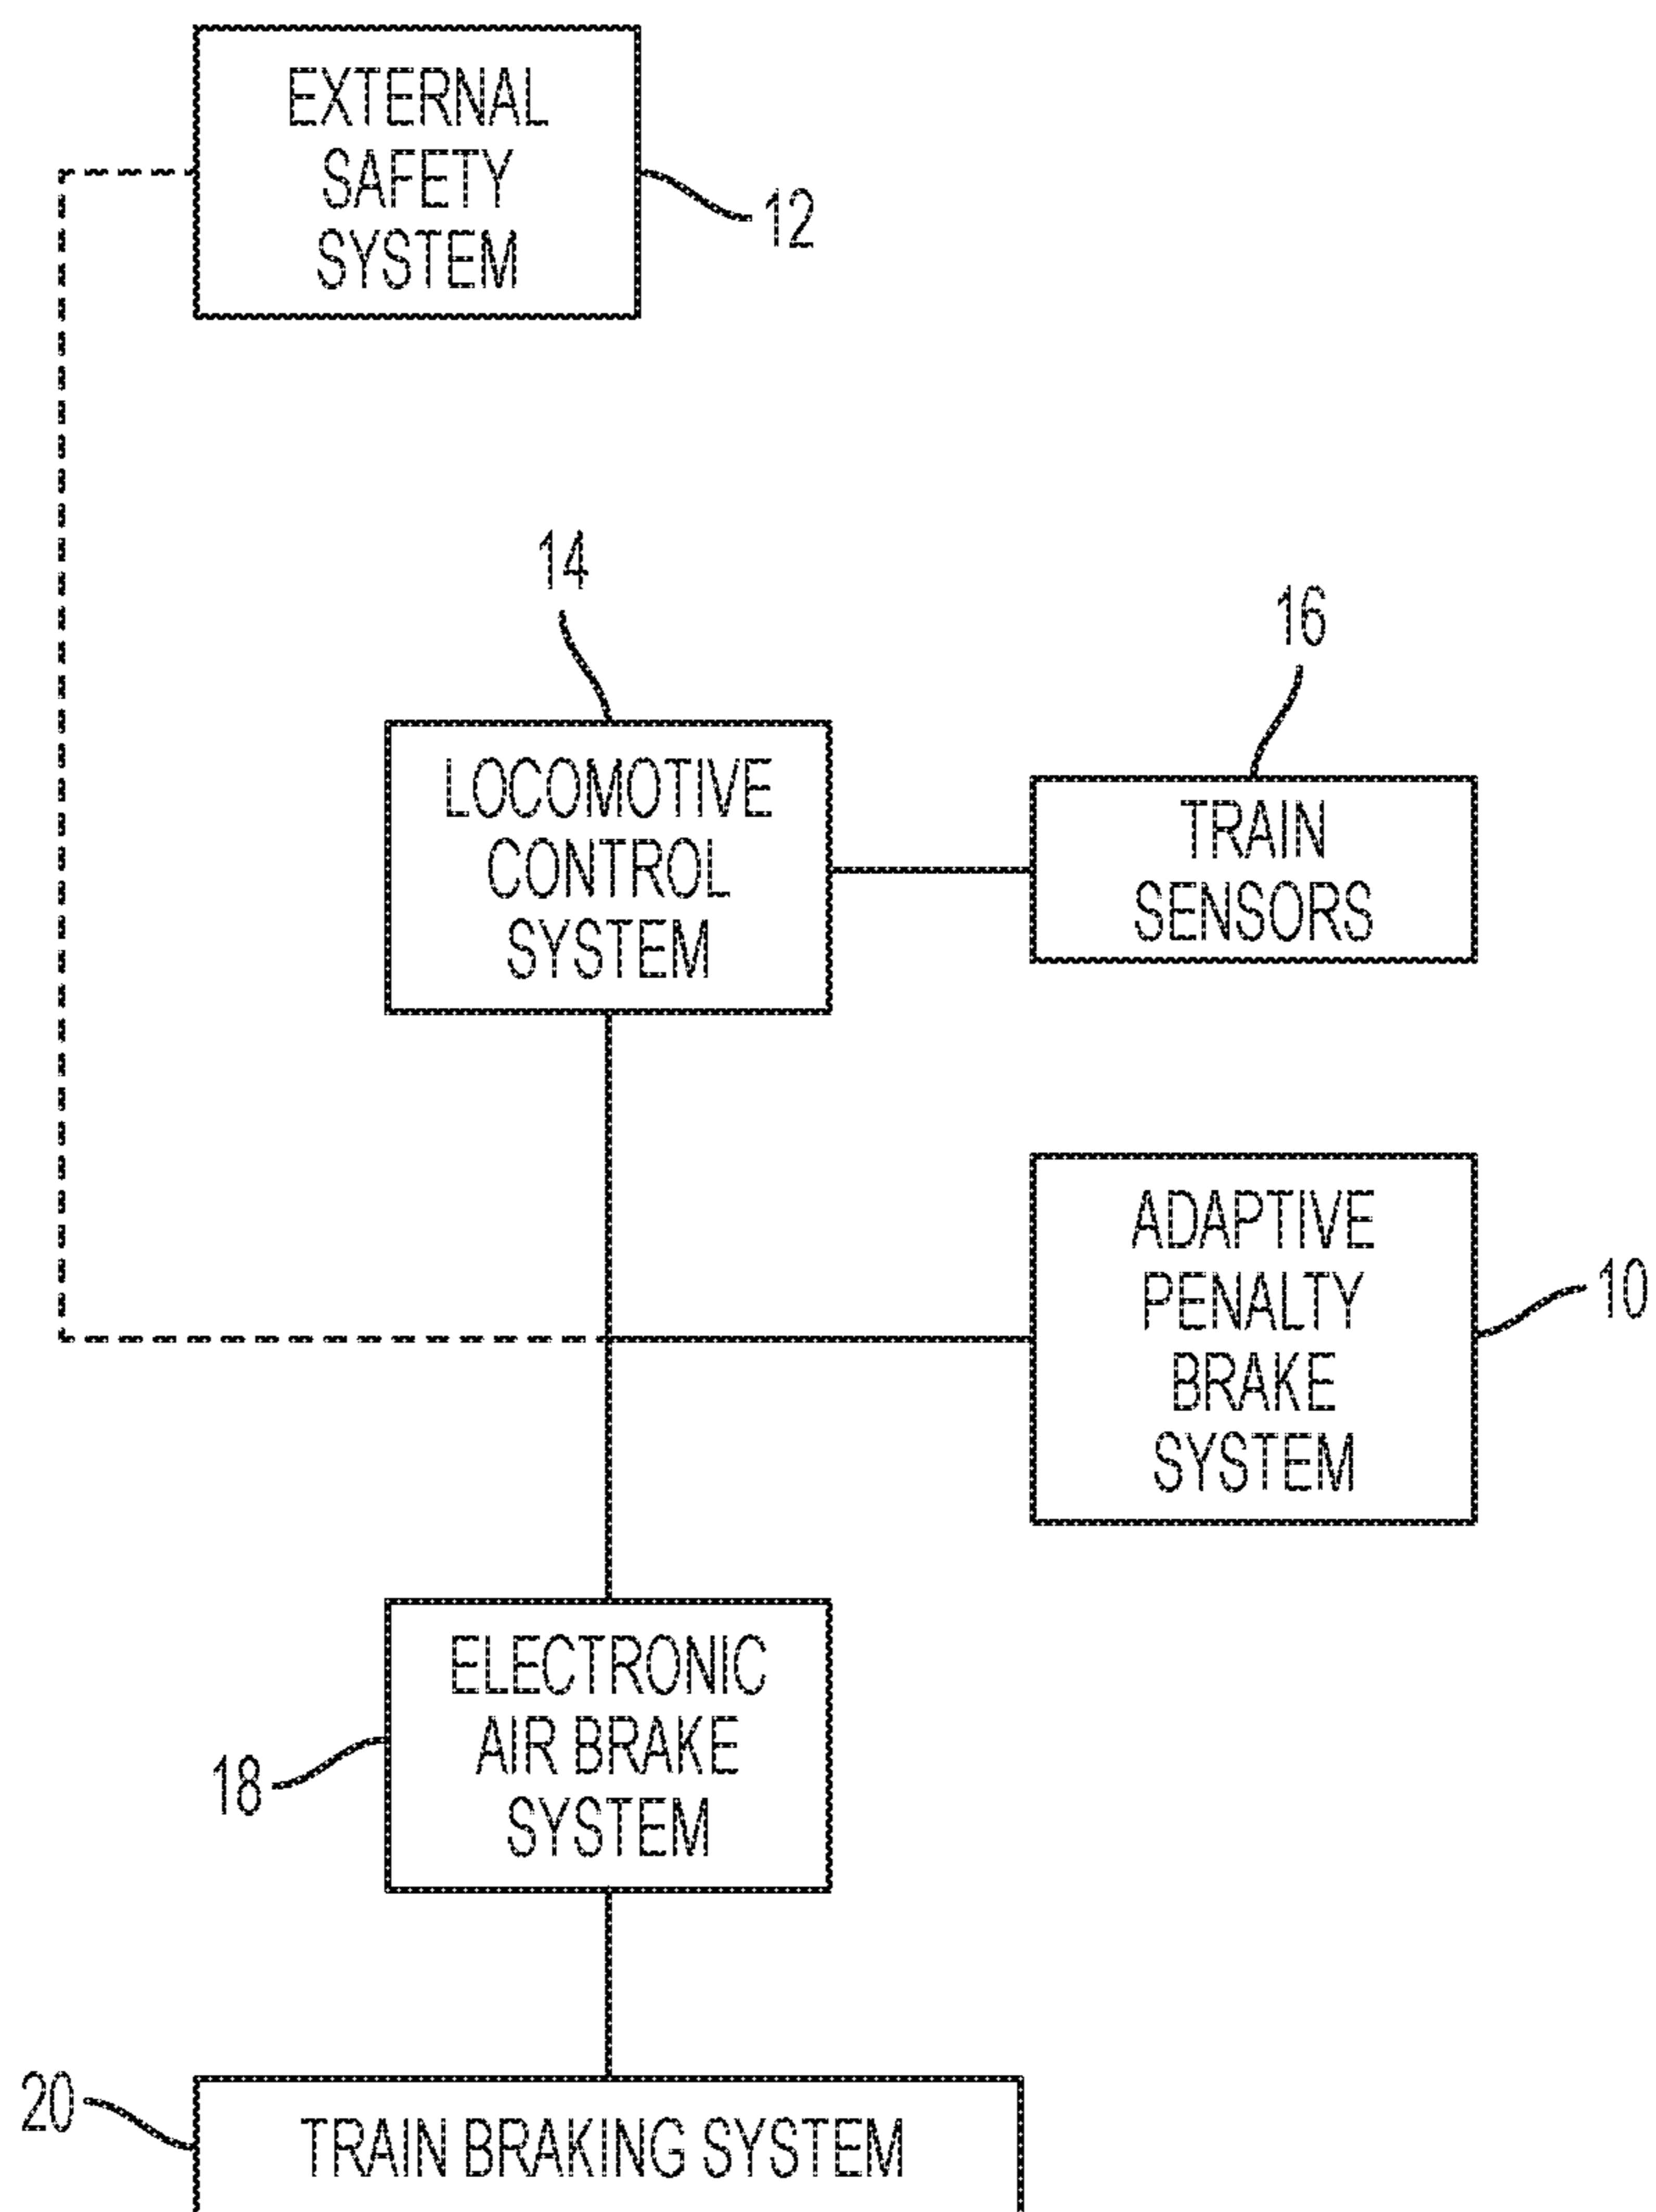 EXTERNAL
SAFETY
SYSTEM
12
14
16
LOCOMOTIVE
CONTROL
SYSTEM
TRAIN
SENSORS
ADAPTIVE
PENALTY
BRAKE
SYSTEM
10
ELECTRONIC
AIR BRAKE
SYSTEM
18
20
TRAIN BRAKING SYSTEM